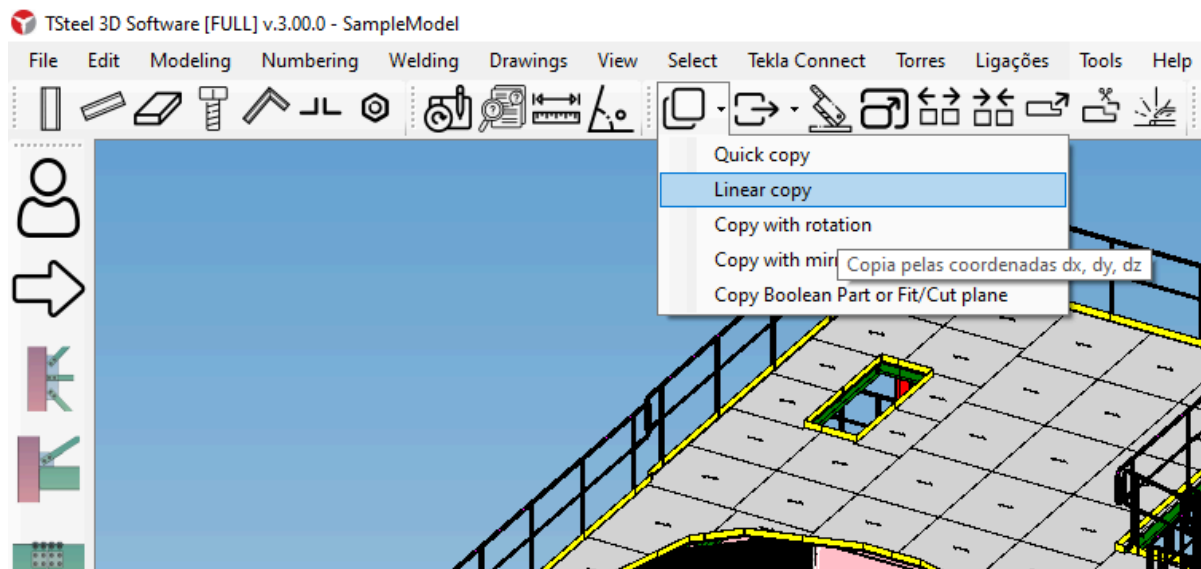 TSteel 3D Software [FULL] v.3.00.0 - SampleModel
File Edit Modeling Numbering Welding Drawings View Select Tekla Connect Torres Ligações Tools Help
Quick copy
Linear copy
Copy with rotation
Copy with mirr
Copia pelas coordenadas dx, dy, dz
Copy Boolean Part or Fit/Cut plane